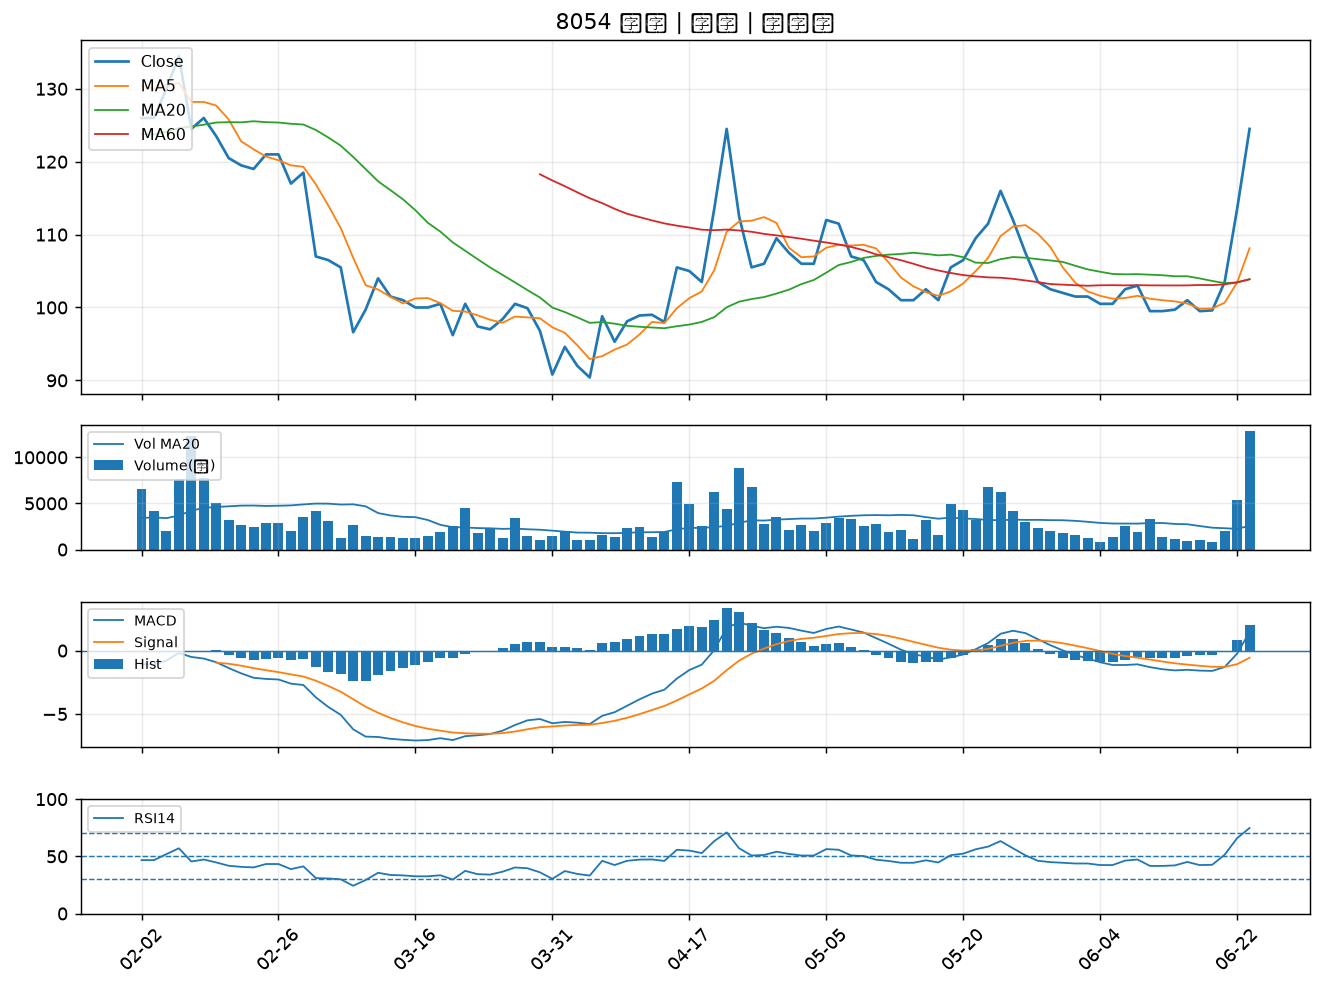 8054 | |
Close
MA5
MA20
MA60
130
120
110
100
90
Vol MA20
Volume( )
10000
5000
0
MACD
Signal
Hist
0
−5
RSI14
100
50
0
02-02
02-26
03-16
03-31
04-17
05-05
05-20
06-04
06-22